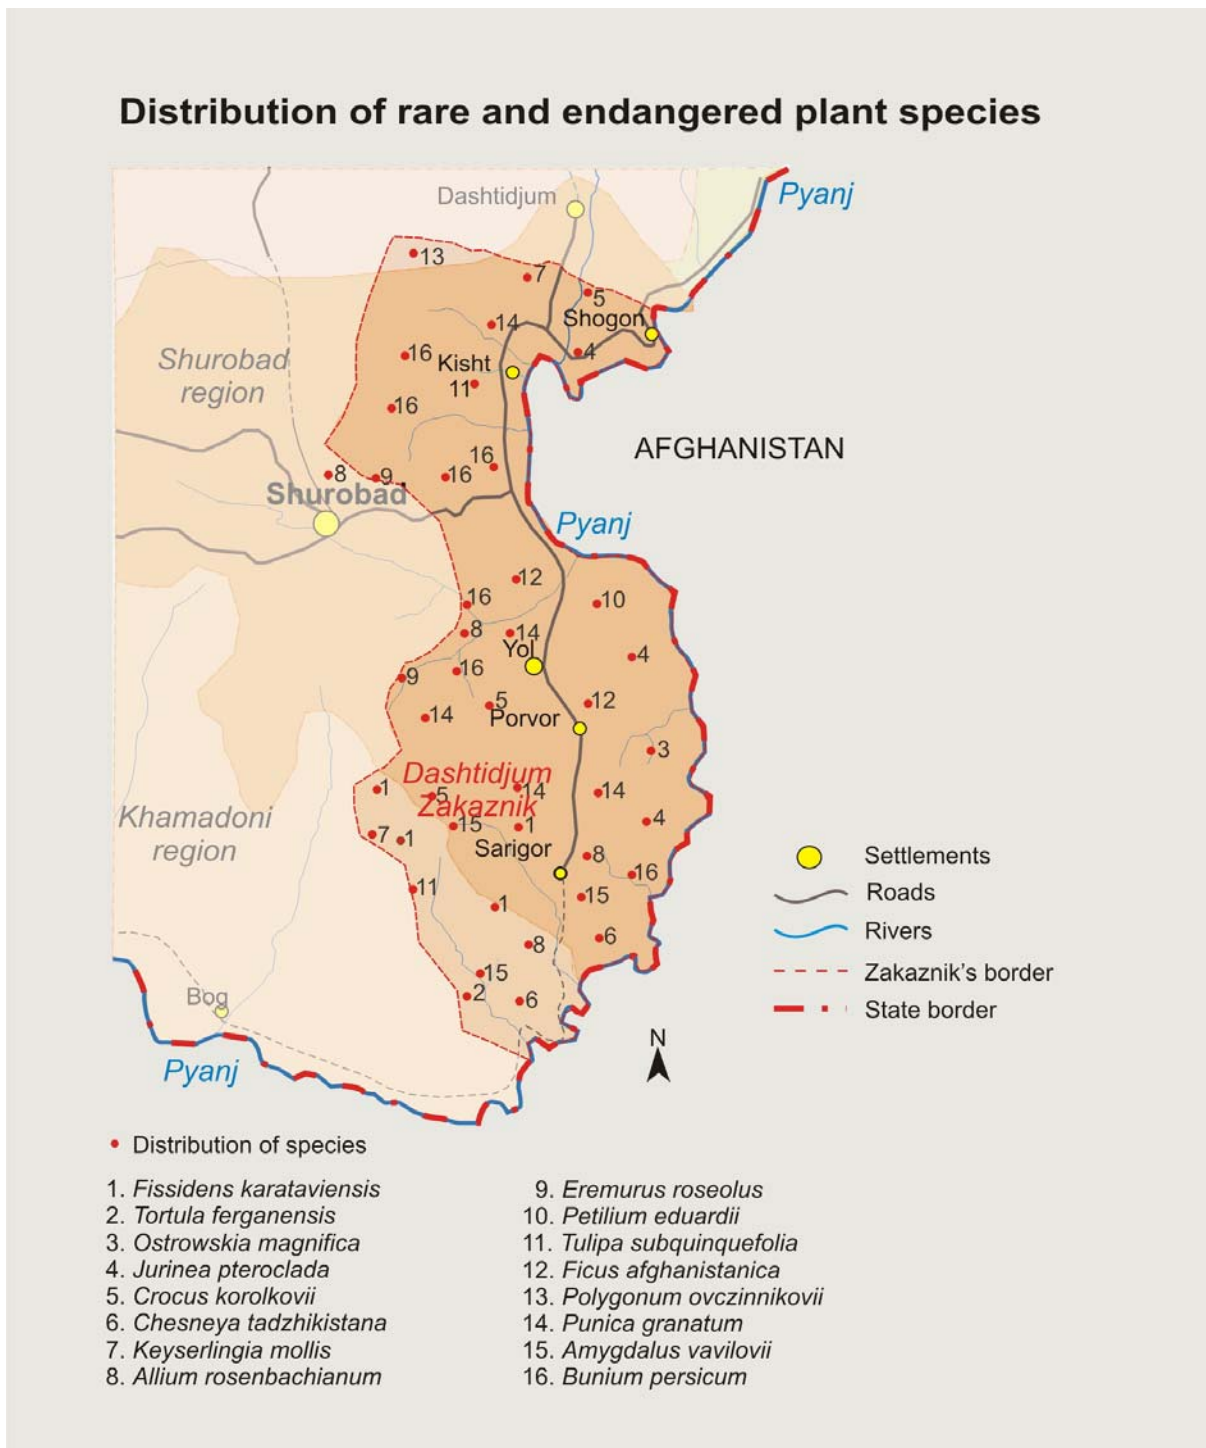 Distribution of rare and endangered plant species
Dashtidjum
Pyanj
13
7
5
Shogon
14
4
16
Kisht
Shurobad
region
11
16
AFGHANISTAN
16
16
8
9
Shurobad
Pyanj
12
16
10
8
14
Yol
4
16
9
5
12
14
Porvor
3
Dashtidjum
Zakaznik
1
5
14
14
15
1
4
Khamadoni
region
7
1
Sarigor
8
16
11
15
1
6
8
15
2
6
Bog
Pyanj
Settlements
Roads
Rivers
Zakaznik's border
State border
N
Distribution of species
1. Fissidens karataviensis
2. Tortula ferganensis
3. Ostrowskia magnifica
4. Jurinea pteroclada
5. Crocus korolkovii
6. Chesneya tadzhikistana
7. Keyserlingia mollis
8. Allium rosenbachianum
9. Eremurus roseolus
10. Petilium eduardii
11. Tulipa subquinquefolia
12. Ficus afghanistanica
13. Polygonum ovczinnikovii
14. Punica granatum
15. Amygdalus vavilovii
16. Bunium persicum